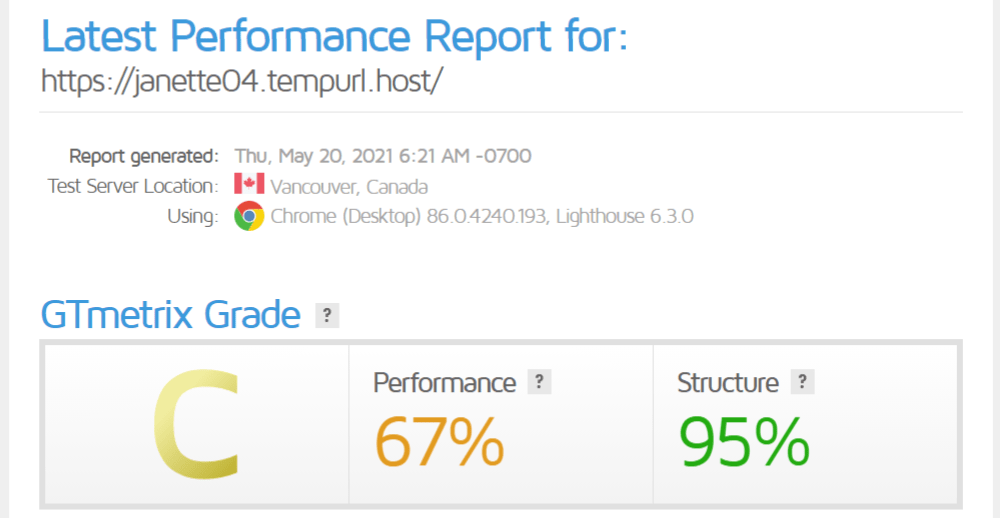 Latest Performance Report for:
https://janette04.tempurl.host/
Report generated: Thu, May 20, 2021 6:21 AM -0700
Test Server Location: Vancouver, Canada
Using: Chrome (Desktop) 86.0.4240.193, Lighthouse 6.3.0
GTmetrix Grade ?
C
Performance ?
67%
Structure ?
95%